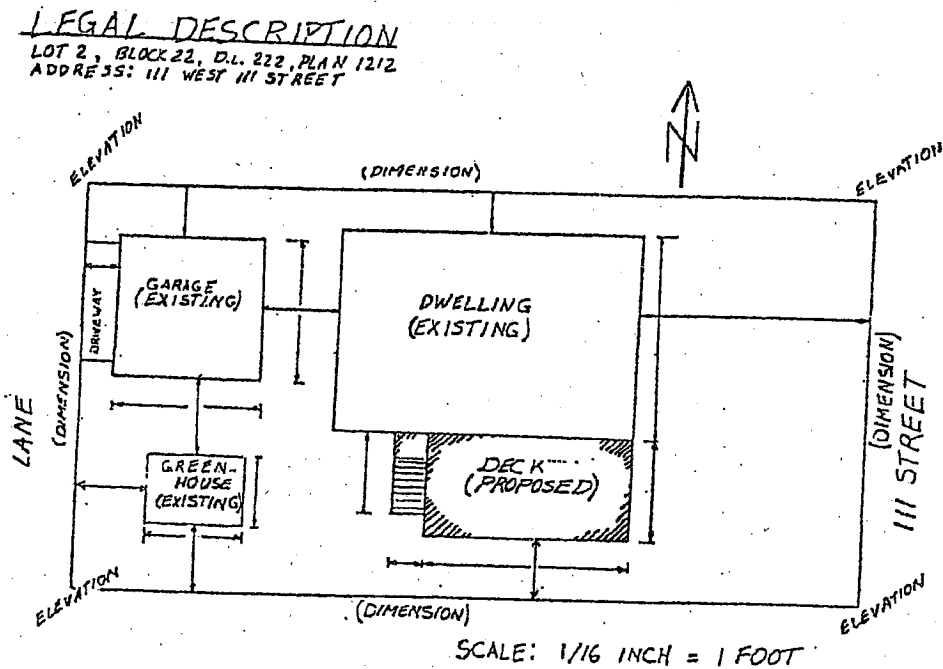 LEGAL DESCRIPTION
LOT 2, BLOCK 22, D.L. 222, PLAN 1212
ADDRESS: 111 WEST 111 STREET
N
ELEVATION
(DIMENSION)
ELEVATION
GARAGE
(EXISTING)
DRIVEWAY
DWELLING
(EXISTING)
LANE
(DIMENSION)
(DIMENSION)
111 STREET
GREEN-
HOUSE
(EXISTING)
DECK
(PROPOSED)
ELEVATION
(DIMENSION)
ELEVATION
SCALE: 1/16 INCH = 1 FOOT